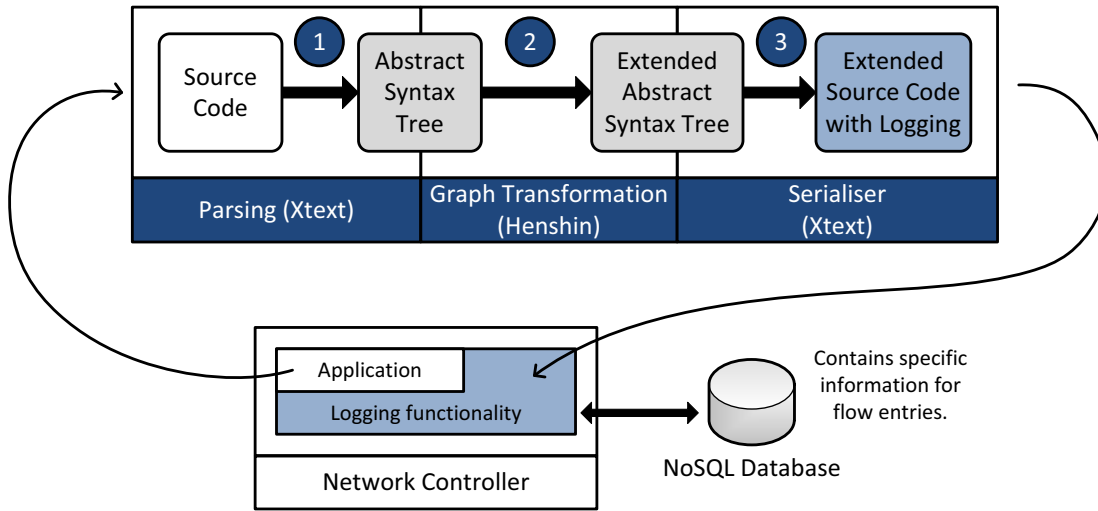 1
2
3
Source
Code
Abstract
Syntax
Tree
Extended
Abstract
Syntax Tree
Extended
Source Code
with Logging
Parsing (Xtext)
Graph Transformation
(Henshin)
Serialiser
(Xtext)
Application
Logging functionality
Network Controller
Contains specific
information for
flow entries.
NoSQL Database